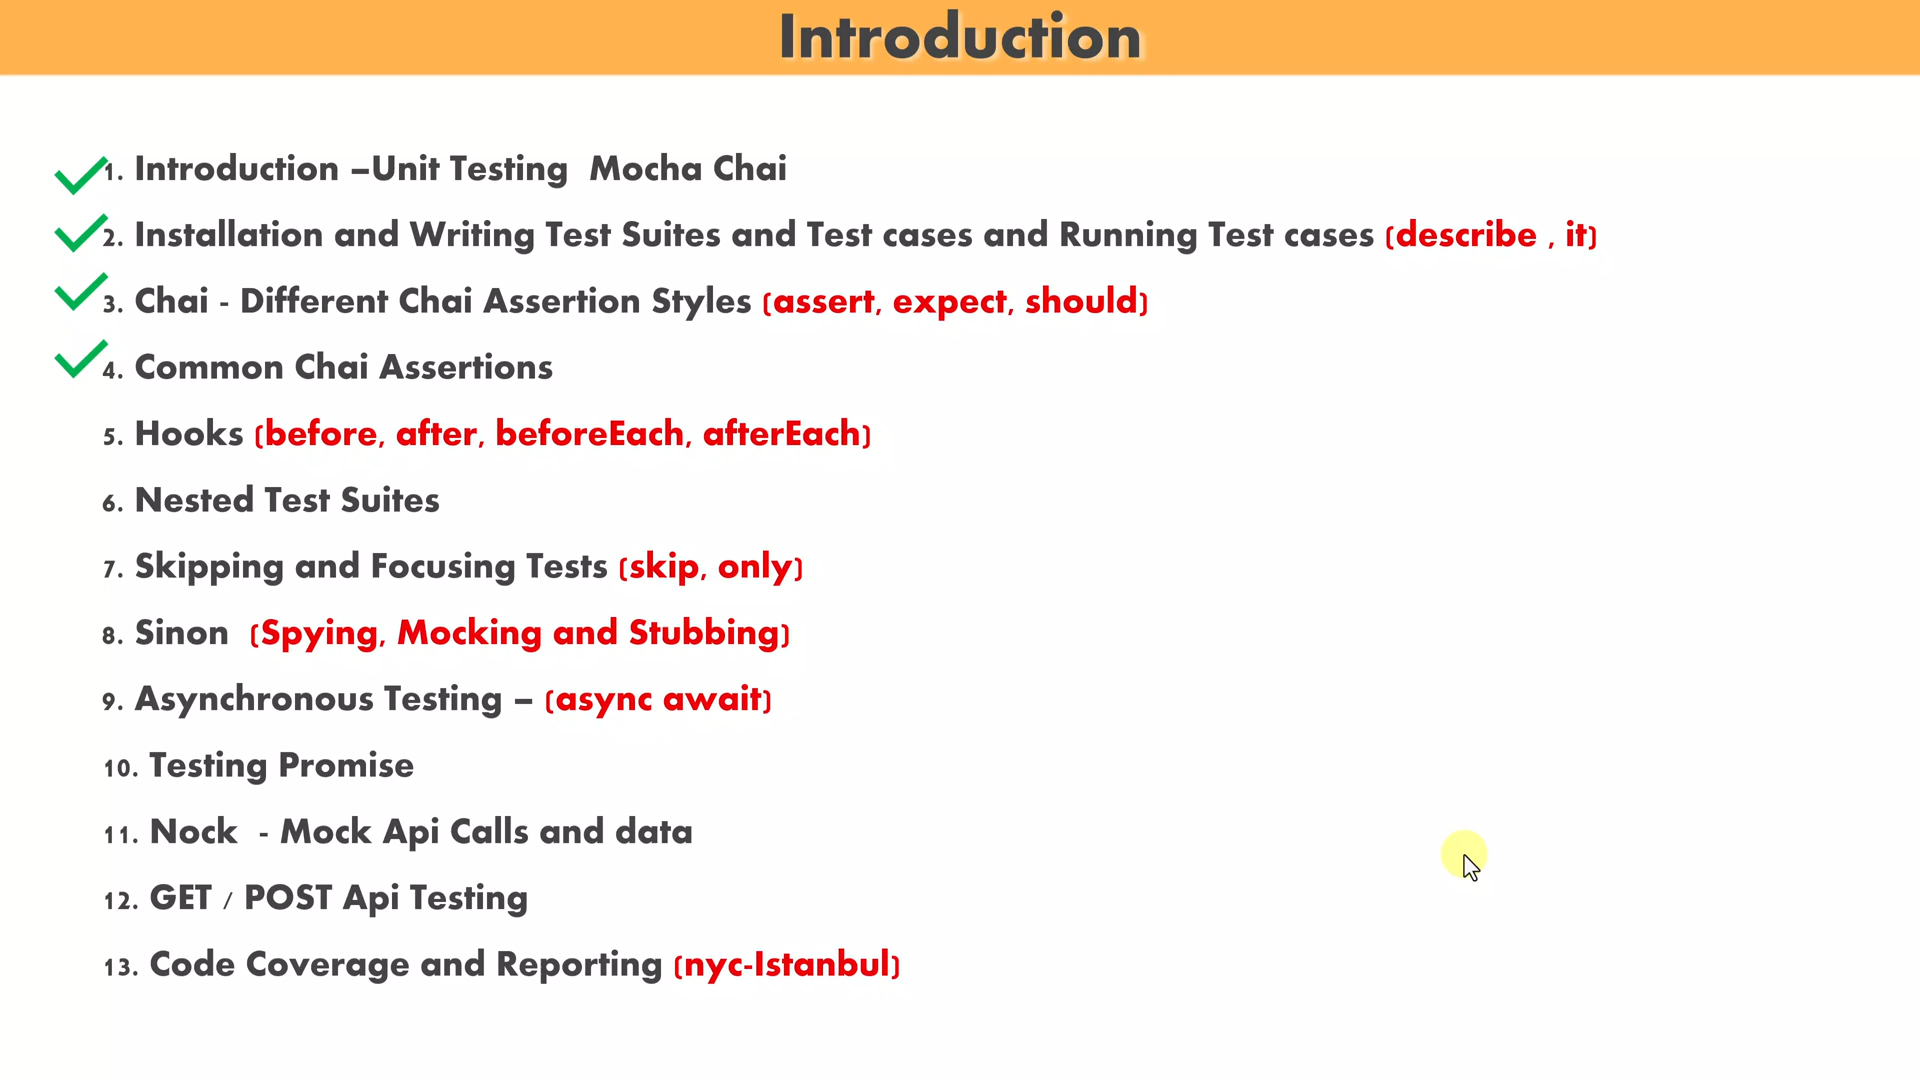 Introduction
1. Introduction –Unit Testing  Mocha Chai
2. Installation and Writing Test Suites and Test cases and Running Test cases (describe , it)
3. Chai - Different Chai Assertion Styles (assert, expect, should)
4. Common Chai Assertions
5. Hooks (before, after, beforeEach, afterEach)
6. Nested Test Suites
7. Skipping and Focusing Tests (skip, only)
8. Sinon  (Spying, Mocking and Stubbing)
9. Asynchronous Testing – (async await)
10. Testing Promise
11. Nock  - Mock Api Calls and data
12. GET / POST Api Testing
13. Code Coverage and Reporting (nyc-Istanbul)